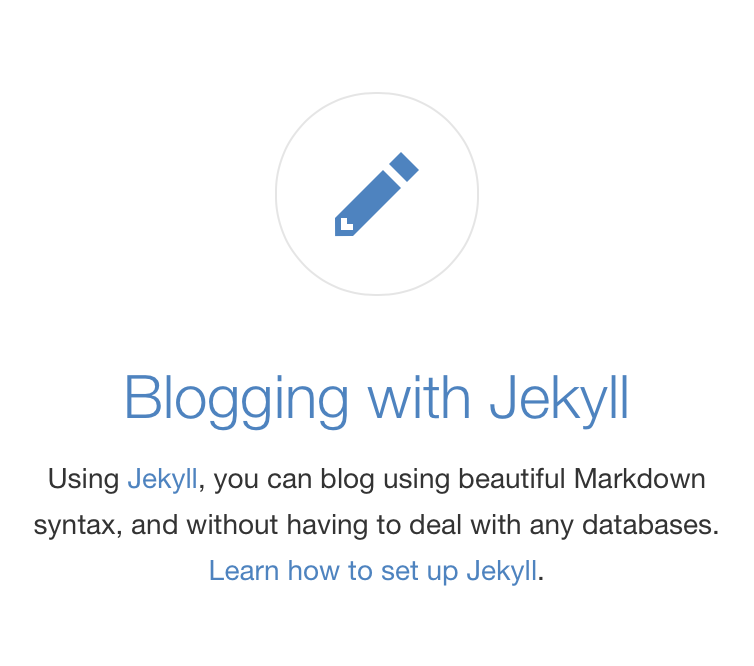 Blogging with Jekyll
Using Jekyll, you can blog using beautiful Markdown
syntax, and without having to deal with any databases.
Learn how to set up Jekyll.